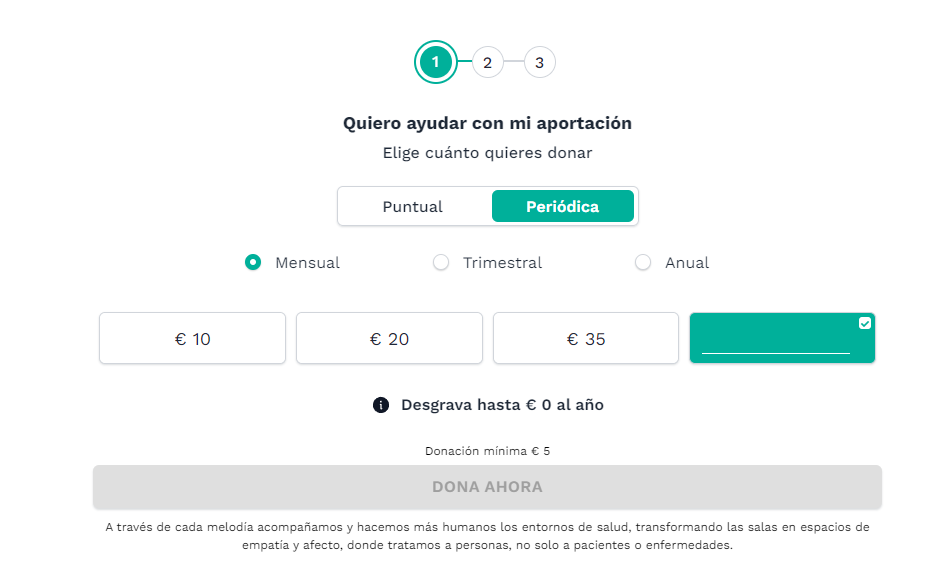 1 2 3
Quiero ayudar con mi aportación
Elige cuánto quieres donar
Puntual Periódica
Mensual Trimestral Anual
€ 10 € 20 € 35
i Desgrava hasta € 0 al año
Donación mínima € 5
DONA AHORA
A través de cada melodía acompañamos y hacemos más humanos los entornos de salud, transformando las salas en espacios de
empatía y afecto, donde tratamos a personas, no solo a pacientes o enfermedades.